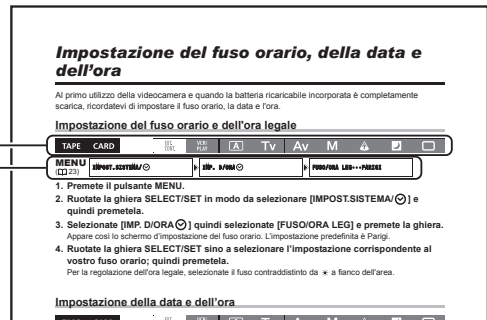 Impostazione del fuso orario, della data e
dell'ora
Al primo utilizzo della videocamera e quando la batteria ricaricabile incorporata è completamente
scarica, ricordatevi di impostare il fuso orario, la data e l'ora.
Impostazione del fuso orario e dell'ora legale
TAPE CARD VCR/ PLAY A Tv Av M
MENU IMPOST.SISTEMA/ IMP. D/ORA FUSO/ORA LEG•••PARIGI
( 23)
1. Premete il pulsante MENU.
2. Ruotate la ghiera SELECT/SET in modo da selezionare [IMPOST.SISTEMA/ ] e
quindi premetela.
3. Selezionate [IMP. D/ORA ] quindi selezionate [FUSO/ORA LEG] e premete la ghiera.
Appare così lo schermo d'impostazione del fuso orario. L'impostazione predefinita è Parigi.
4. Ruotate la ghiera SELECT/SET sino a selezionare l'impostazione corrispondente al
vostro fuso orario; quindi premetela.
Per la regolazione dell'ora legale, selezionate il fuso contraddistinto da ☀ a fianco dell'area.
Impostazione della data e dell'ora